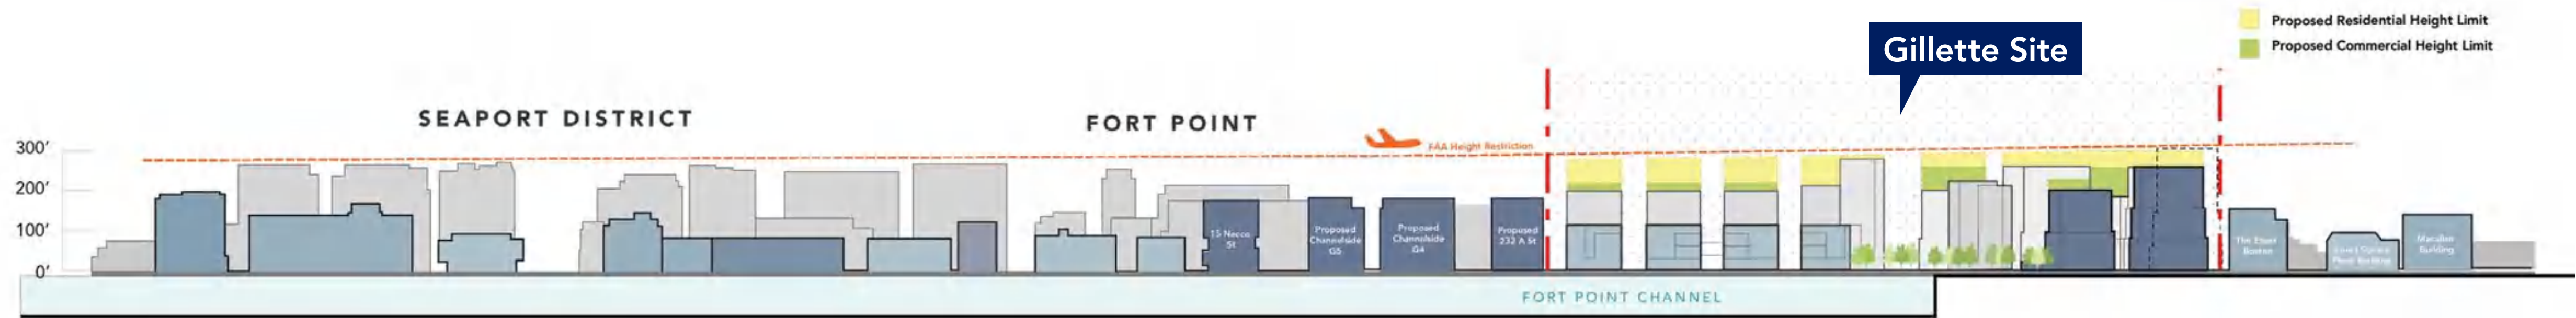 Proposed Residential Height Limit
Proposed Commercial Height Limit
Gillette Site
SEAPORT DISTRICT
FORT POINT
FAA Height Restriction
300'
200'
100'
0'
15 Necco
St
Proposed
Channelside
G5
Proposed
Channelside
G4
Proposed
232 A St
Boston
Macallen
Building
FORT POINT CHANNEL